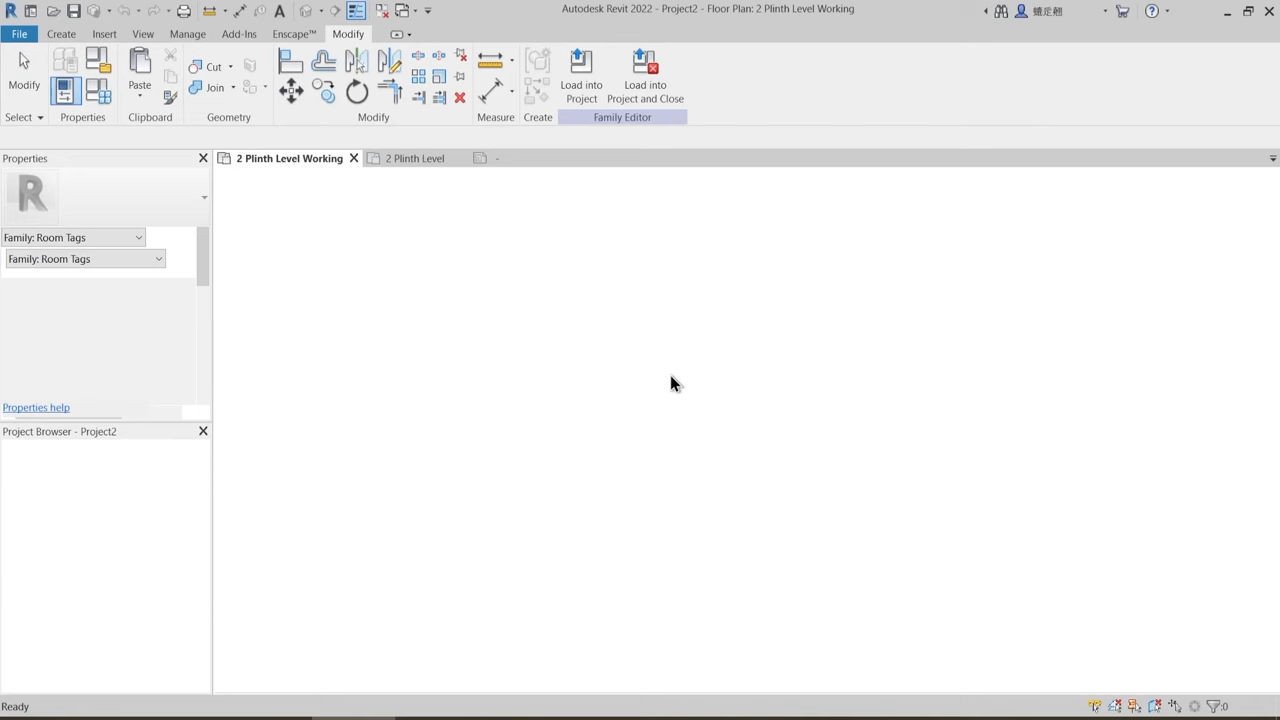 Autodesk Revit 2022 - Project2 - Floor Plan: 2 Plinth Level Working
File Create Insert View Manage Add-Ins Enscape™ Modify
Modify
Paste
Cut
Join
Load into Project
Load into Project and Close
Select Properties Clipboard Geometry Modify Measure Create Family Editor
Properties
2 Plinth Level Working
2 Plinth Level
-
R
Family: Room Tags
Family: Room Tags
Properties help
Project Browser - Project2
Ready
:0